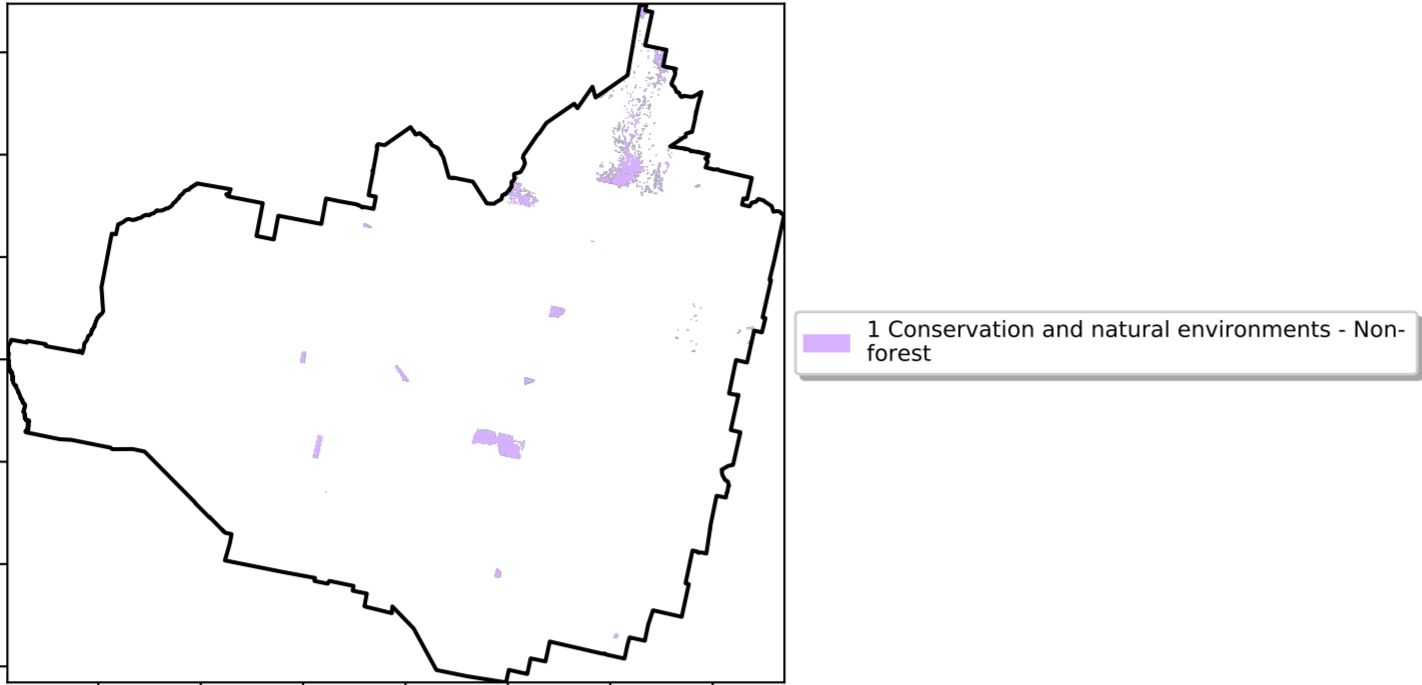 1 Conservation and natural environments - Non-
forest